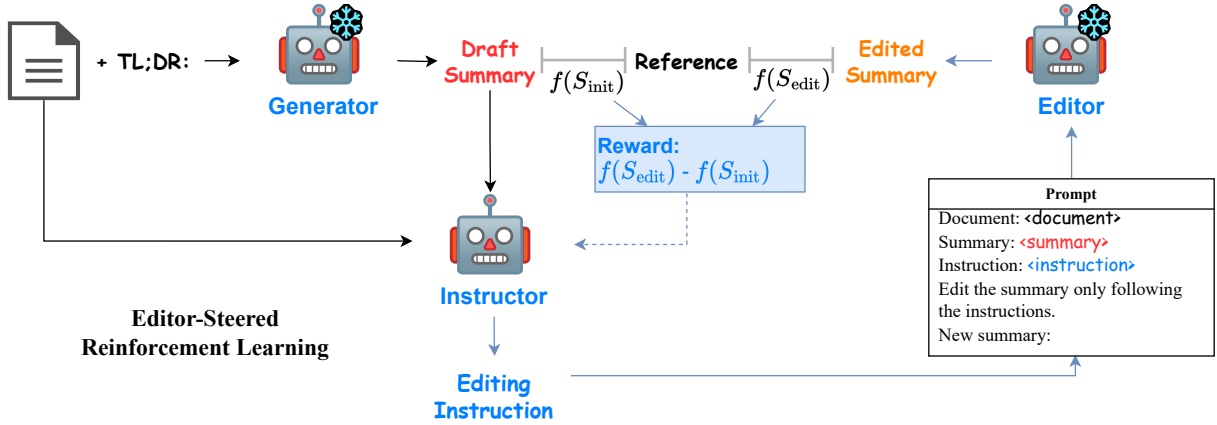 + TL;DR:
Generator
Draft
Summary
f(S_init)
Reference
f(S_edit)
Edited
Summary
Editor
Reward:
f(S_edit) - f(S_init)
Instructor
Editor-Steered
Reinforcement Learning
Editing
Instruction
Prompt
Document: <document>
Summary: <summary>
Instruction: <instruction>
Edit the summary only following
the instructions.
New summary: